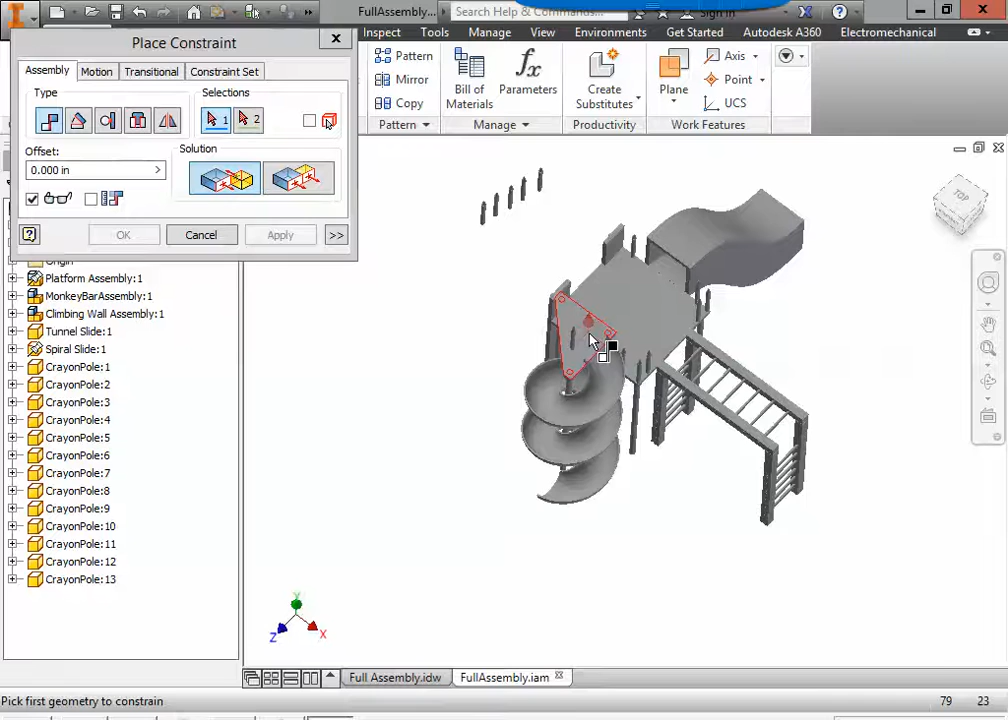 FullAssembly....
Search Help & Commands...
Sign In
Inspect Tools Manage View Environments Get Started Autodesk A360 Electromechanical
Place Constraint
Assembly Motion Transitional Constraint Set
Type
Selections
1
2
Offset:
0.000 in
Solution
OK Cancel Apply >>
Pattern
Mirror
Copy
Pattern
Bill of
Materials
fx
Parameters
Manage
Create
Substitutes
Productivity
Plane
Axis
Point
UCS
Work Features
TOP
Origin
Platform Assembly:1
MonkeyBarAssembly:1
Climbing Wall Assembly:1
Tunnel Slide:1
Spiral Slide:1
CrayonPole:1
CrayonPole:2
CrayonPole:3
CrayonPole:4
CrayonPole:5
CrayonPole:6
CrayonPole:7
CrayonPole:8
CrayonPole:9
CrayonPole:10
CrayonPole:11
CrayonPole:12
CrayonPole:13
Y
Z
X
Full Assembly.idw
FullAssembly.iam
Pick first geometry to constrain
79 23